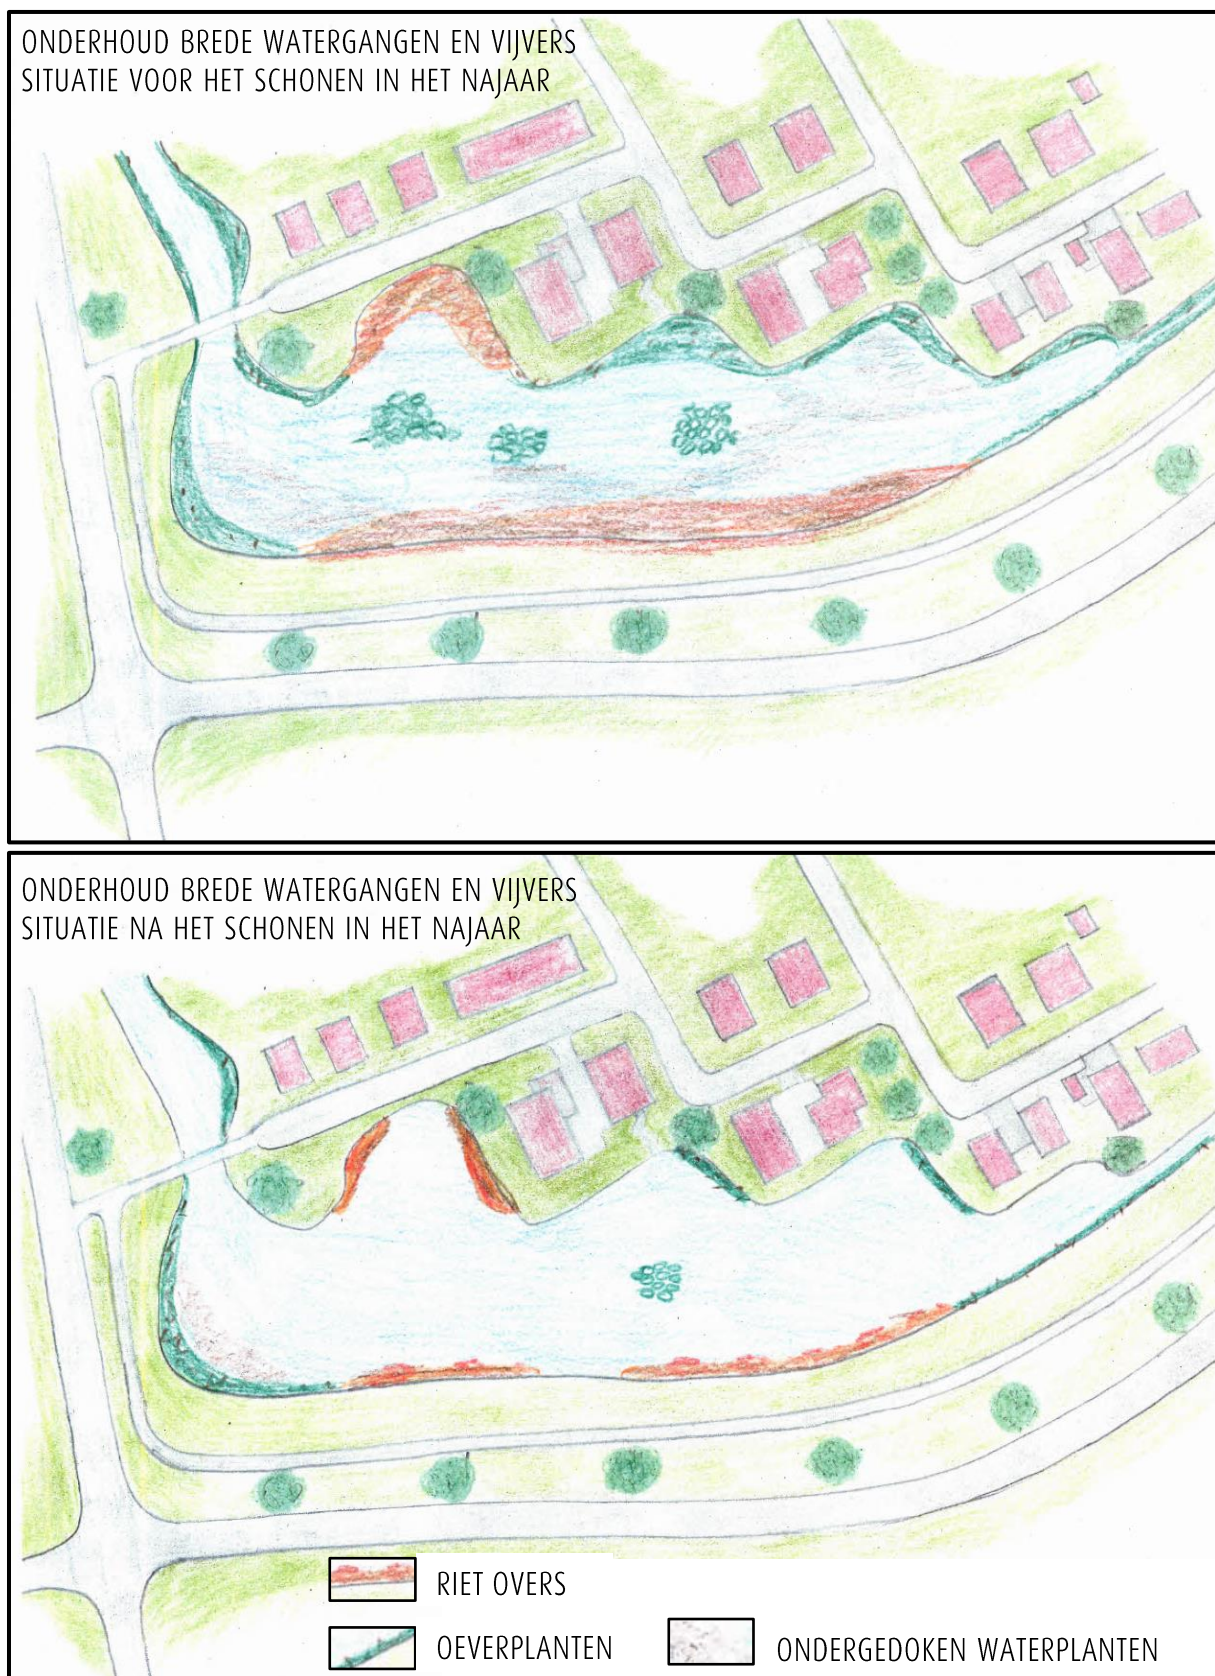 ONDERHOUD BREDE WATERGANGEN EN VIJVERS
SITUATIE VOOR HET SCHONEN IN HET NAJAAR
ONDERHOUD BREDE WATERGANGEN EN VIJVERS
SITUATIE NA HET SCHONEN IN HET NAJAAR
RIET OVERS
OEVERPLANTEN
ONDERGEDOKEN WATERPLANTEN